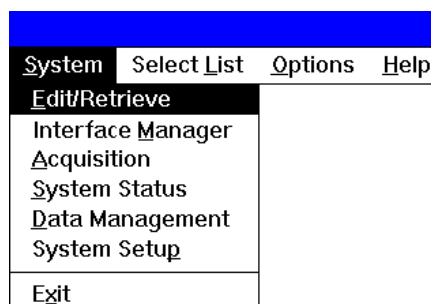 System Select List Options Help
Edit/Retrieve
Interface Manager
Acquisition
System Status
Data Management
System Setup
Exit